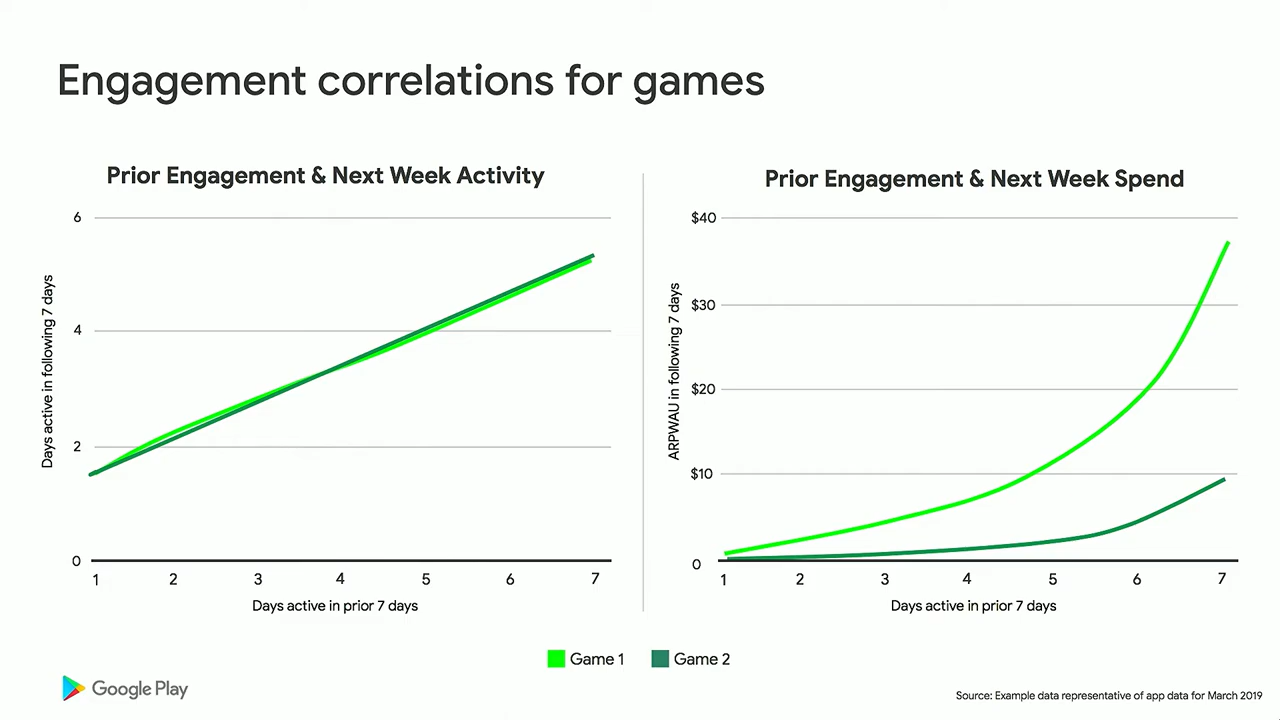 Engagement correlations for games
Prior Engagement & Next Week Activity
6
4
2
0
Days active in following 7 days
1 2 3 4 5 6 7
Days active in prior 7 days
Prior Engagement & Next Week Spend
$40
$30
$20
$10
0
ARPWAU in following 7 days
1 2 3 4 5 6 7
Days active in prior 7 days
Game 1 Game 2
Google Play
Source: Example data representative of app data for March 2019